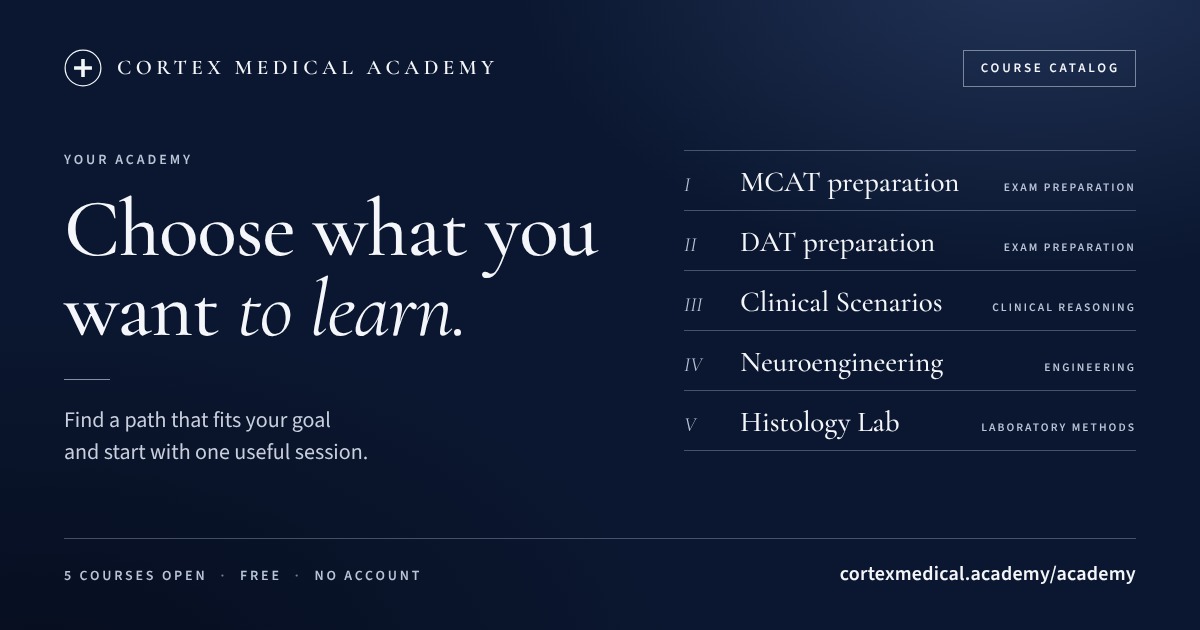 CORTEX MEDICAL ACADEMY
COURSE CATALOG
YOUR ACADEMY
Choose what you
want to learn.
Find a path that fits your goal
and start with one useful session.
I MCAT preparation EXAM PREPARATION
II DAT preparation EXAM PREPARATION
III Clinical Scenarios CLINICAL REASONING
IV Neuroengineering ENGINEERING
V Histology Lab LABORATORY METHODS
5 COURSES OPEN · FREE · NO ACCOUNT
cortexmedical.academy/academy